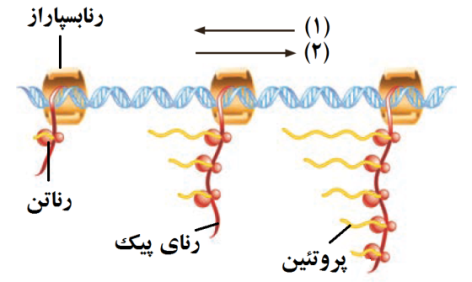 رنابسپاراز
(۱)
(۲)
رناتن
رنای پیک
پروتئین